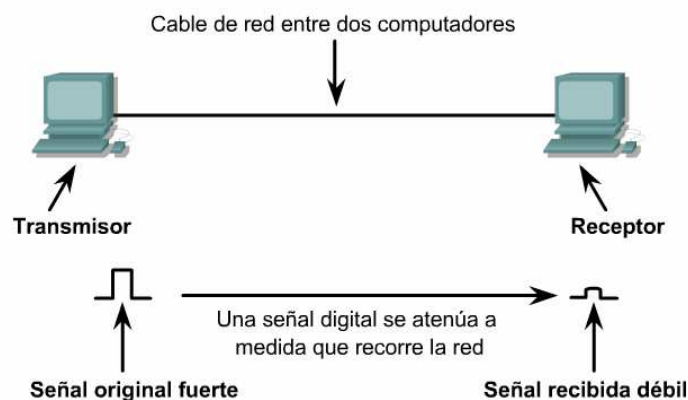 Cable de red entre dos computadores
Transmisor
Receptor
Una señal digital se atenúa a
medida que recorre la red
Señal original fuerte
Señal recibida débil